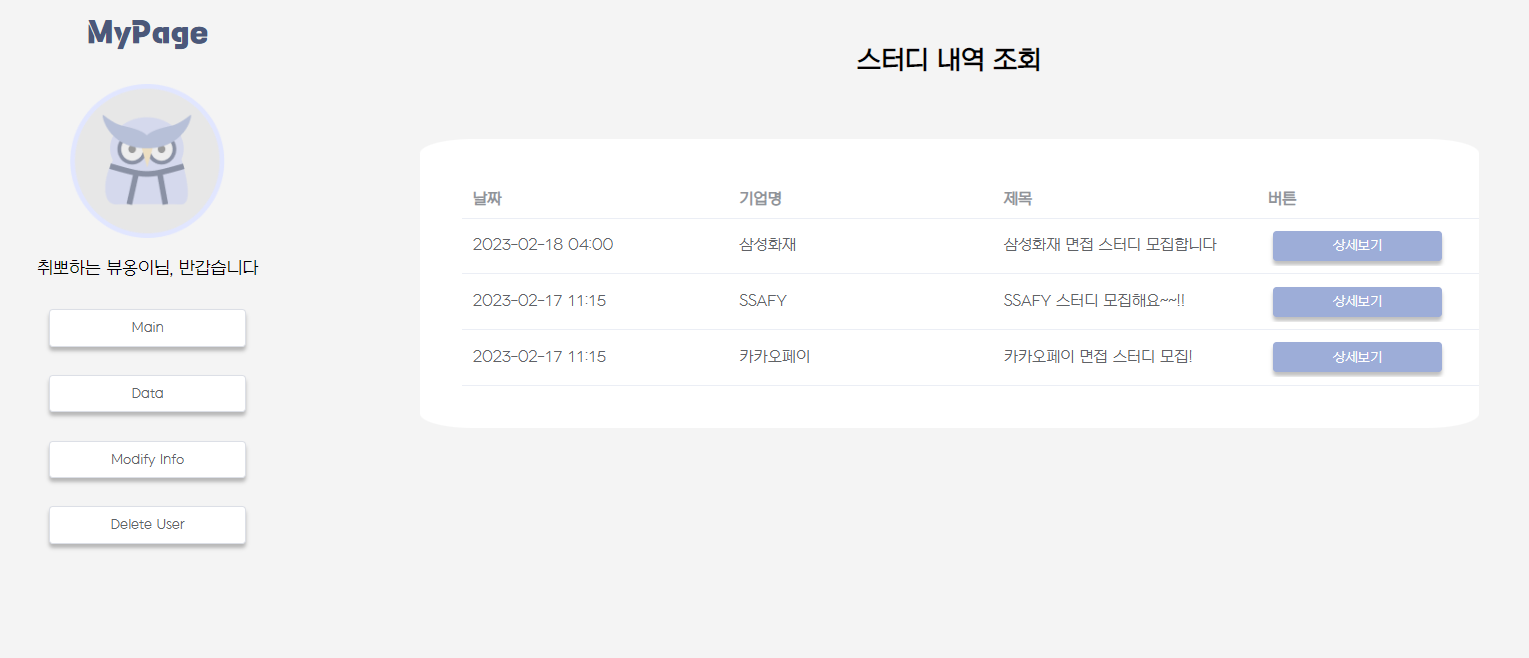 MyPage
취뽀하는 뷰옹이님, 반갑습니다
Main
Data
Modify Info
Delete User
스터디 내역 조회
날짜 기업명 제목 버튼
2023-02-18 04:00 삼성화재 삼성화재 면접 스터디 모집합니다 상세보기
2023-02-17 11:15 SSAFY SSAFY 스터디 모집해요~~!! 상세보기
2023-02-17 11:15 카카오페이 카카오페이 면접 스터디 모집! 상세보기